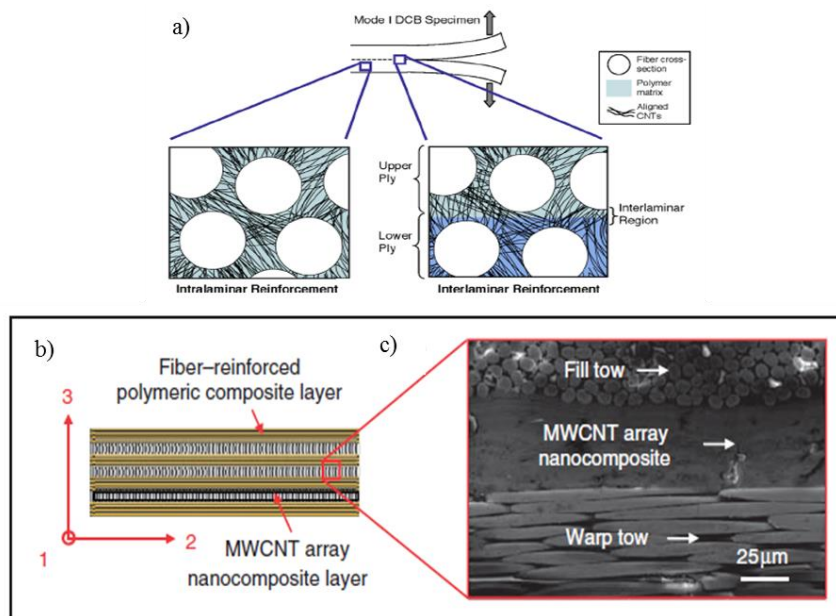 a)
Mode I DCB Specimen
Fiber cross-
section
Polymer
matrix
Aligned
CNTs
Upper
Ply
Lower
Ply
Interlaminar
Region
Intralaminar Reinforcement
Interlaminar Reinforcement
b)
Fiber–reinforced
polymeric composite layer
3
2
1
MWCNT array
nanocomposite layer
c)
Fill tow
MWCNT array
nanocomposite
Warp tow
25μm